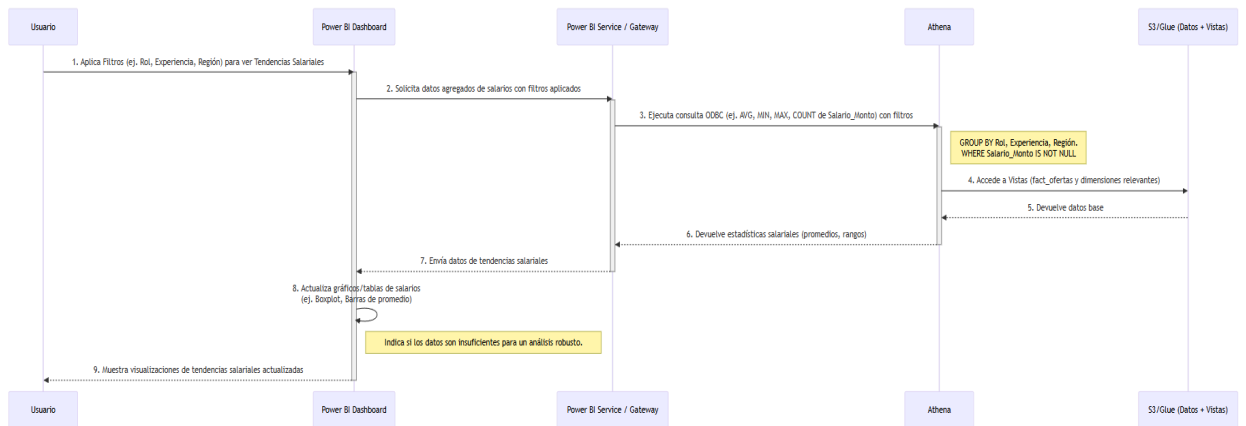 Usuario
Power BI Dashboard
Power BI Service / Gateway
Athena
S3/Glue (Datos + Vistas)
1. Aplica Filtros (ej. Rol, Experiencia, Región) para ver Tendencias Salariales
2. Solicita datos agregados de salarios con filtros aplicados
3. Ejecuta consulta ODBC (ej. AVG, MIN, MAX, COUNT de Salario_Monto) con filtros
GROUP BY Rol, Experiencia, Región.
WHERE Salario_Monto IS NOT NULL
4. Accede a Vistas (fact_ofertas y dimensiones relevantes)
5. Devuelve datos base
6. Devuelve estadísticas salariales (promedios, rangos)
7. Envía datos de tendencias salariales
8. Actualiza gráficos/tablas de salarios
(ej. Boxplot, Barras de promedio)
Indica si los datos son insuficientes para un análisis robusto.
9. Muestra visualizaciones de tendencias salariales actualizadas
Usuario
Power BI Dashboard
Power BI Service / Gateway
Athena
S3/Glue (Datos + Vistas)